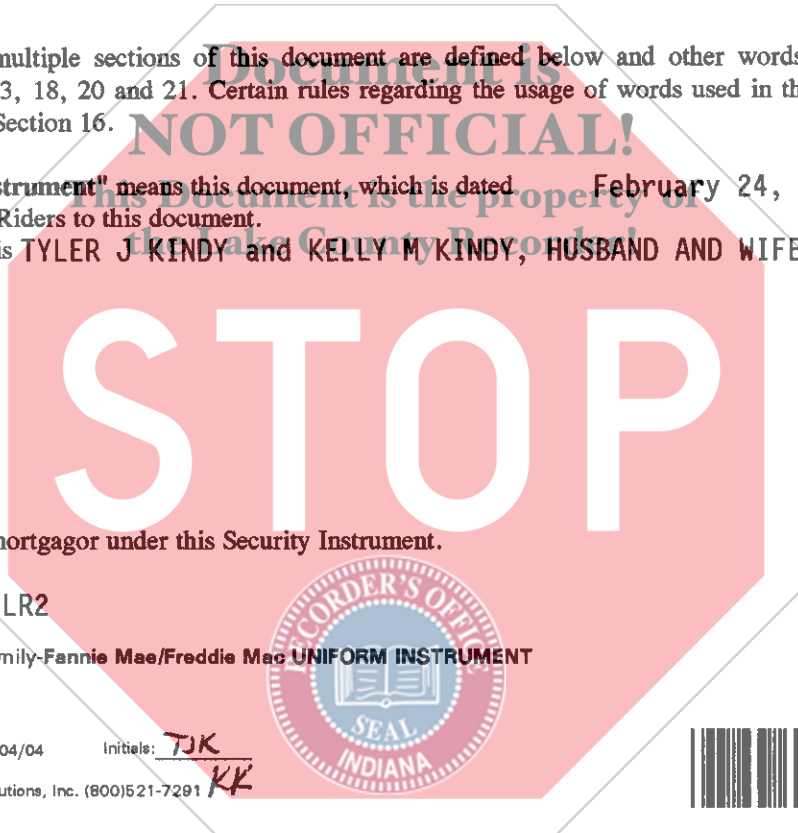 multiple sections of this document are defined below and other words
Document is
3, 18, 20 and 21. Certain rules regarding the usage of words used in th
Section 16.
NOT OFFICIAL!
strument" means this document, which is dated February 24,
This Document is the property of
Riders to this document.
is TYLER J KINDY and KELLY M KINDY, HUSBAND AND WIFE
the Lake County Recorder!
STOP
mortgagor under this Security Instrument.
LR2
mily-Fannie Mae/Freddie Mac UNIFORM INSTRUMENT
RECORDER'S OFFICE
SEAL
INDIANA
04/04 Initials: TJK
utions, Inc. (800)521-7291 KK